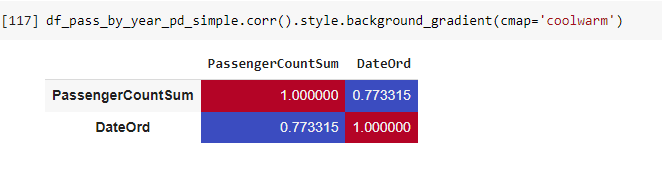 [117] df_pass_by_year_pd_simple.corr().style.background_gradient(cmap='coolwarm')
PassengerCountSum DateOrd
PassengerCountSum 1.000000 0.773315
DateOrd 0.773315 1.000000